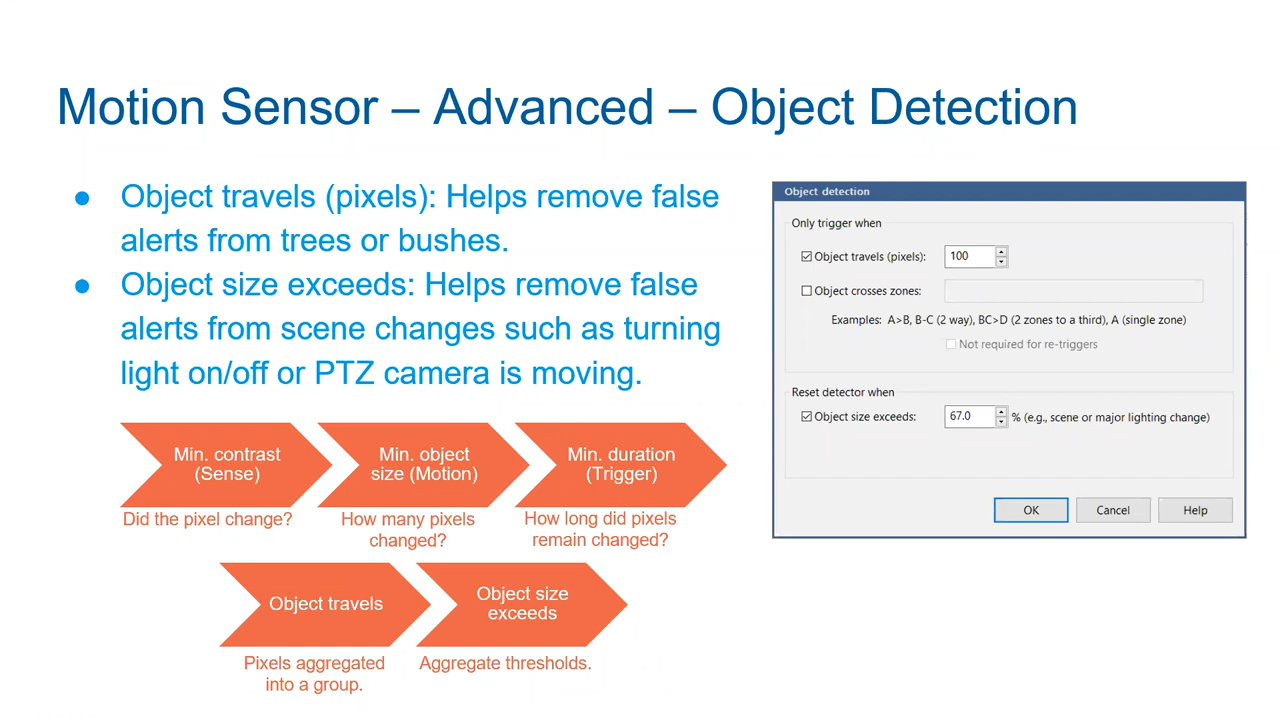 Motion Sensor – Advanced – Object Detection
● Object travels (pixels): Helps remove false
alerts from trees or bushes.
● Object size exceeds: Helps remove false
alerts from scene changes such as turning
light on/off or PTZ camera is moving.
Min. contrast
(Sense)
Did the pixel change?
Min. object
size (Motion)
How many pixels
changed?
Min. duration
(Trigger)
How long did pixels
remain changed?
Object travels
Pixels aggregated
into a group.
Object size
exceeds
Aggregate thresholds.
Object detection
Only trigger when
Object travels (pixels): 100
Object crosses zones:
Examples: A>B, B-C (2 way), BC>D (2 zones to a third), A (single zone)
Not required for re-triggers
Reset detector when
Object size exceeds: 67.0 % (e.g., scene or major lighting change)
OK Cancel Help